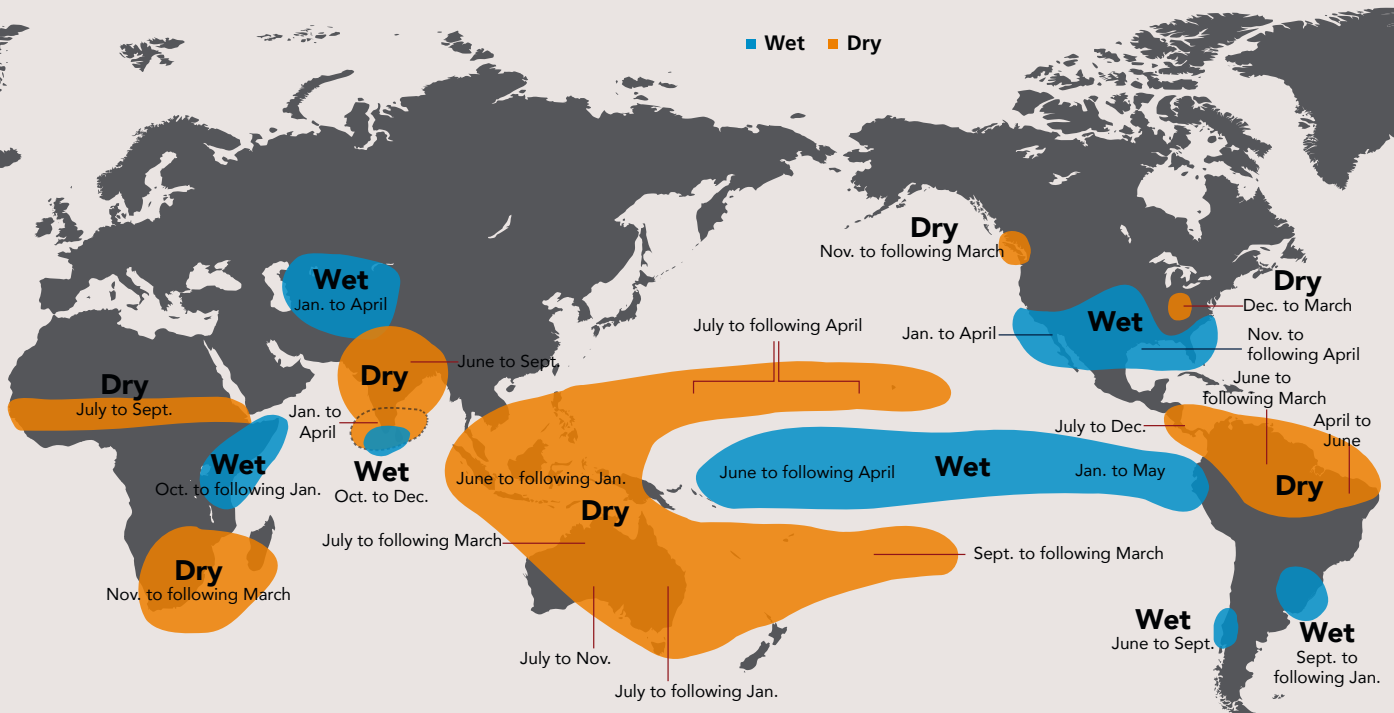 Wet Dry
Dry
Nov. to following March
Wet
Jan. to April
Dry
Dec. to March
Jan. to April
Wet
Nov. to
following April
July to following April
June to Sept.
Dry
Dry
July to Sept.
Jan. to
April
Wet
Oct. to Dec.
Wet
Oct. to following Jan.
June to
following March
July to Dec.
April to
June
Dry
June to following Jan.
Dry
June to following April
Wet
Jan. to May
July to following March
Sept. to following March
Dry
Nov. to following March
July to Nov.
July to following Jan.
Wet
June to Sept.
Wet
Sept. to
following Jan.